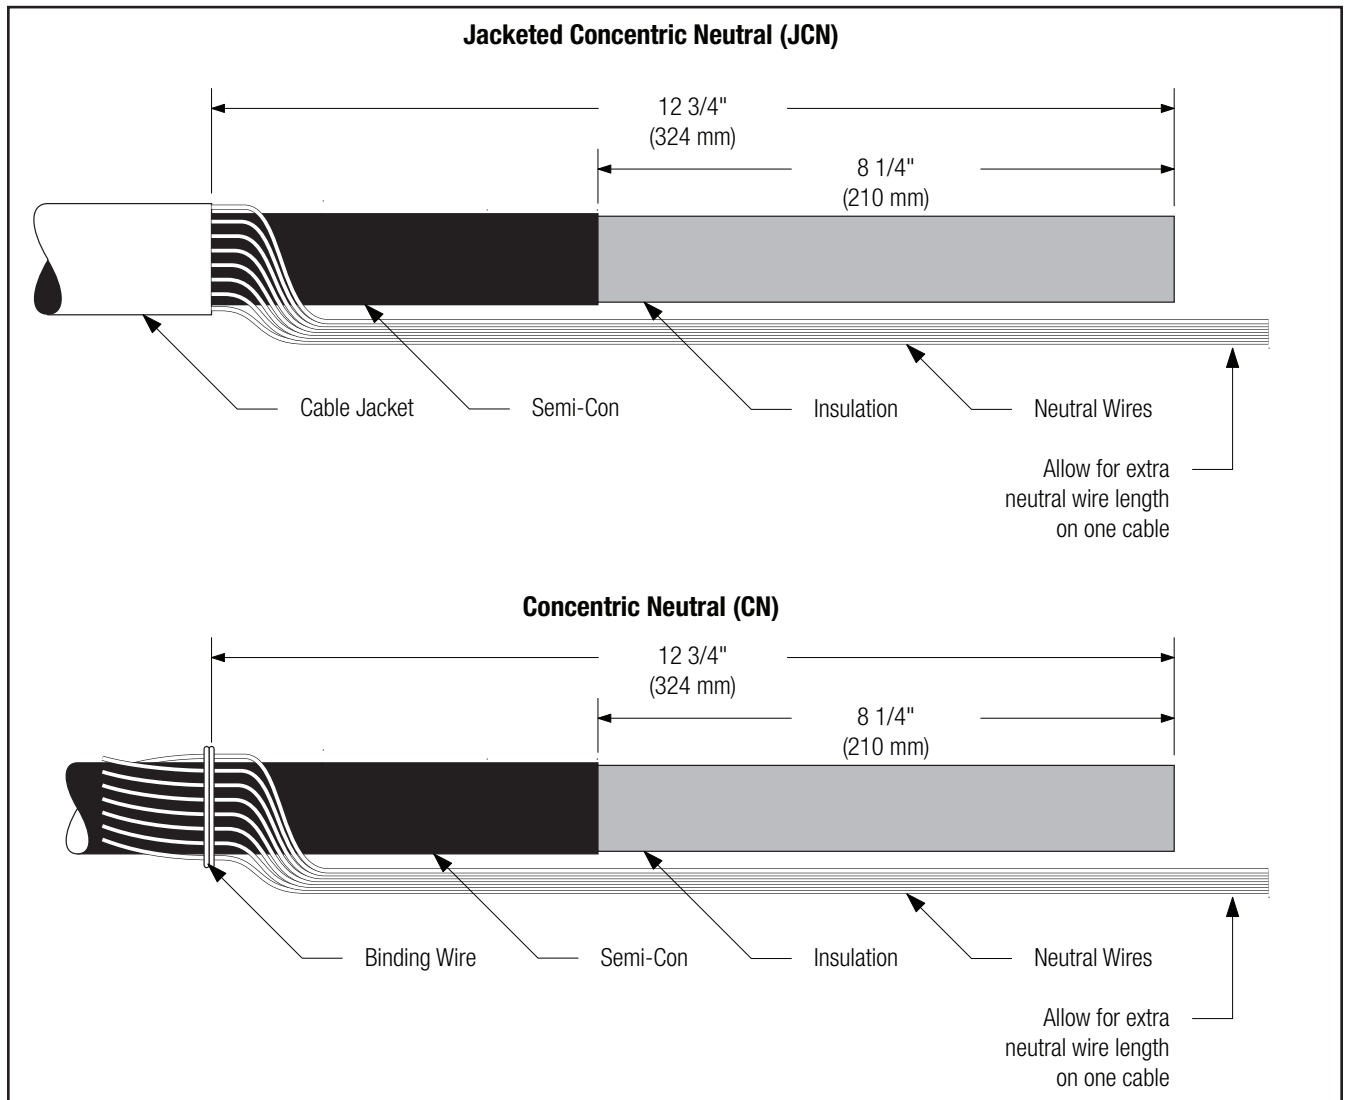 Jacketed Concentric Neutral (JCN)
12 3/4"
(324 mm)
8 1/4"
(210 mm)
Cable Jacket
Semi-Con
Insulation
Neutral Wires
Allow for extra
neutral wire length
on one cable
Concentric Neutral (CN)
12 3/4"
(324 mm)
8 1/4"
(210 mm)
Binding Wire
Semi-Con
Insulation
Neutral Wires
Allow for extra
neutral wire length
on one cable